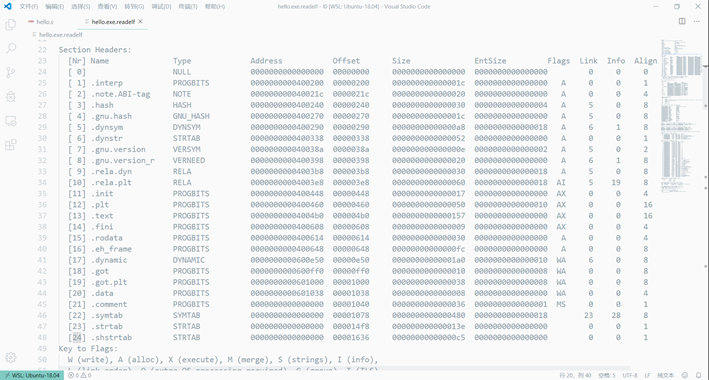 文件(F) 编辑(E) 选择(S) 查看(V) 转到(G) 调试(D) 终端(T) 帮助(H)
hello.exe.readelf - l0 [WSL: Ubuntu-18.04] - Visual Studio Code
hello.s hello.exe.readelf
hello.exe.readelf
22 Section Headers:
23 [Nr] Name Type Address Offset Size EntSize Flags Link Info Align
24 [ 0] NULL 0000000000000000 00000000 0000000000000000 0000000000000000 0 0 0
25 [ 1] .interp PROGBITS 0000000000400200 00000200 000000000000001c 0000000000000000 A 0 0 1
26 [ 2] .note.ABI-tag NOTE 000000000040021c 0000021c 0000000000000020 0000000000000000 A 0 0 4
27 [ 3] .hash HASH 0000000000400240 00000240 0000000000000030 0000000000000004 A 5 0 8
28 [ 4] .gnu.hash GNU_HASH 0000000000400270 00000270 000000000000001c 0000000000000000 A 5 0 8
29 [ 5] .dynsym DYNSYM 0000000000400290 00000290 00000000000000a8 0000000000000018 A 6 1 8
30 [ 6] .dynstr STRTAB 0000000000400338 00000338 0000000000000052 0000000000000000 A 0 0 1
31 [ 7] .gnu.version VERSYM 000000000040038a 0000038a 000000000000000e 0000000000000002 A 5 0 2
32 [ 8] .gnu.version_r VERNEED 0000000000400398 00000398 0000000000000020 0000000000000000 A 6 1 8
33 [ 9] .rela.dyn RELA 00000000004003b8 000003b8 0000000000000030 0000000000000018 A 5 0 8
34 [10] .rela.plt RELA 00000000004003e8 000003e8 0000000000000060 0000000000000018 AI 5 19 8
35 [11] .init PROGBITS 0000000000400448 00000448 0000000000000017 0000000000000000 AX 0 0 4
36 [12] .plt PROGBITS 0000000000400460 00000460 0000000000000050 0000000000000010 AX 0 0 16
37 [13] .text PROGBITS 00000000004004b0 000004b0 0000000000000157 0000000000000000 AX 0 0 16
38 [14] .fini PROGBITS 0000000000400608 00000608 0000000000000009 0000000000000000 AX 0 0 4
39 [15] .rodata PROGBITS 0000000000400614 00000614 0000000000000030 0000000000000000 A 0 0 4
40 [16] .eh_frame PROGBITS 0000000000400648 00000648 00000000000000fc 0000000000000000 A 0 0 8
41 [17] .dynamic DYNAMIC 0000000000600e50 00000e50 00000000000001a0 0000000000000010 WA 6 0 8
42 [18] .got PROGBITS 0000000000600ff0 00000ff0 0000000000000010 0000000000000008 WA 0 0 8
43 [19] .got.plt PROGBITS 0000000000601000 00001000 0000000000000038 0000000000000008 WA 0 0 8
44 [20] .data PROGBITS 0000000000601038 00001038 0000000000000008 0000000000000000 WA 0 0 4
45 [21] .comment PROGBITS 0000000000000000 00001040 0000000000000036 0000000000000001 MS 0 0 1
46 [22] .symtab SYMTAB 0000000000000000 00001078 0000000000000480 0000000000000018 23 28 8
47 [23] .strtab STRTAB 0000000000000000 000014f8 000000000000013e 0000000000000000 0 0 1
48 [24] .shstrtab STRTAB 0000000000000000 00001636 00000000000000c5 0000000000000000 0 0 1
49 Key to Flags:
50 W (write), A (alloc), X (execute), M (merge), S (strings), I (info),
WSL: Ubuntu-18.04 0 0 行 20，列 40 空格: 5 UTF-8 LF 纯文本